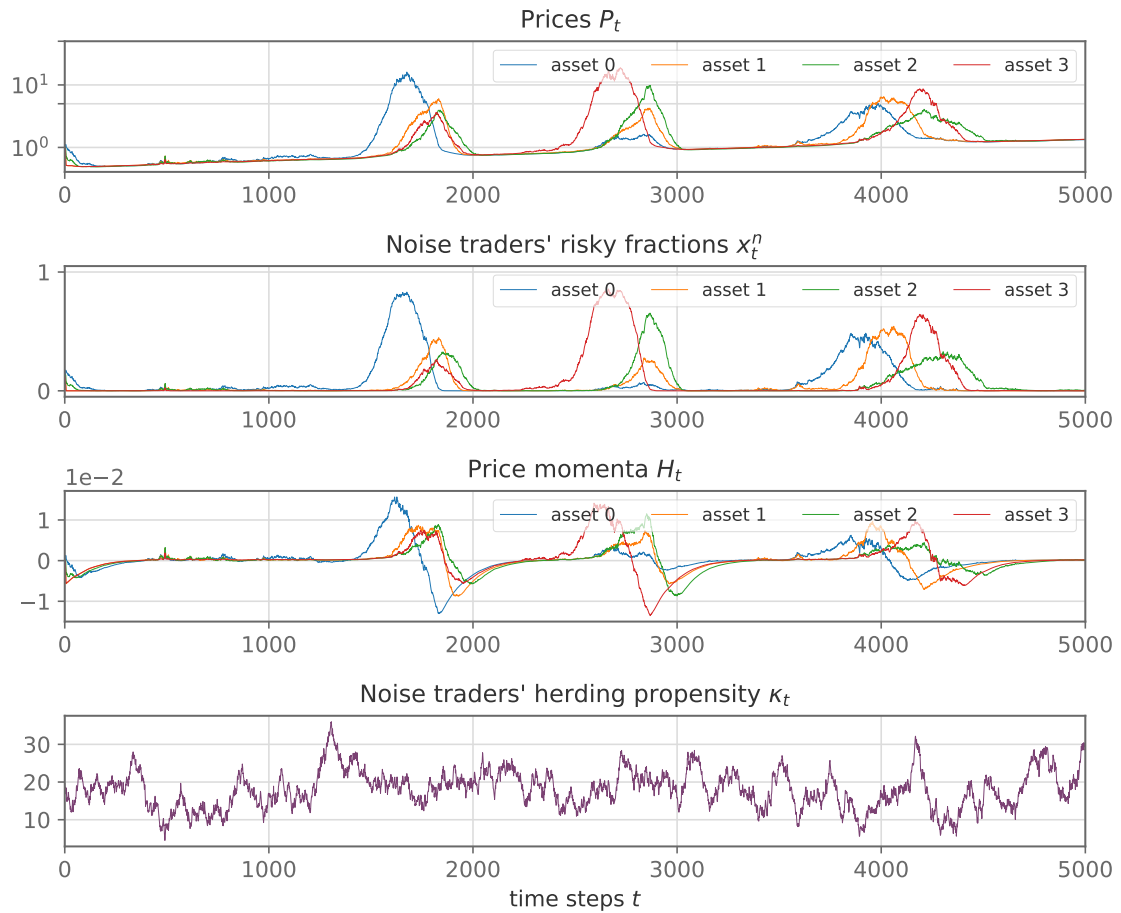 Prices P_t
asset 0 asset 1 asset 2 asset 3
10^1
10^0
0 1000 2000 3000 4000 5000
Noise traders' risky fractions x_t^n
asset 0 asset 1 asset 2 asset 3
1
0
0 1000 2000 3000 4000 5000
1e−2
Price momenta H_t
asset 0 asset 1 asset 2 asset 3
1
0
−1
0 1000 2000 3000 4000 5000
Noise traders' herding propensity κ_t
30
20
10
0 1000 2000 3000 4000 5000
time steps t